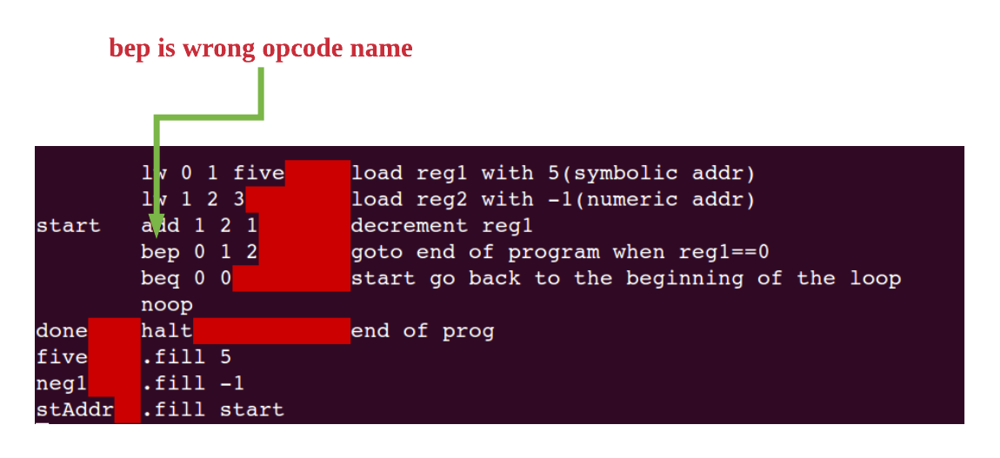 bep is wrong opcode name
lw 0 1 five load reg1 with 5(symbolic addr)
lw 1 2 3 load reg2 with -1(numeric addr)
start add 1 2 1 decrement reg1
bep 0 1 2 goto end of program when reg1==0
beq 0 0 start go back to the beginning of the loop
noop
done halt end of prog
five .fill 5
neg1 .fill -1
stAddr .fill start